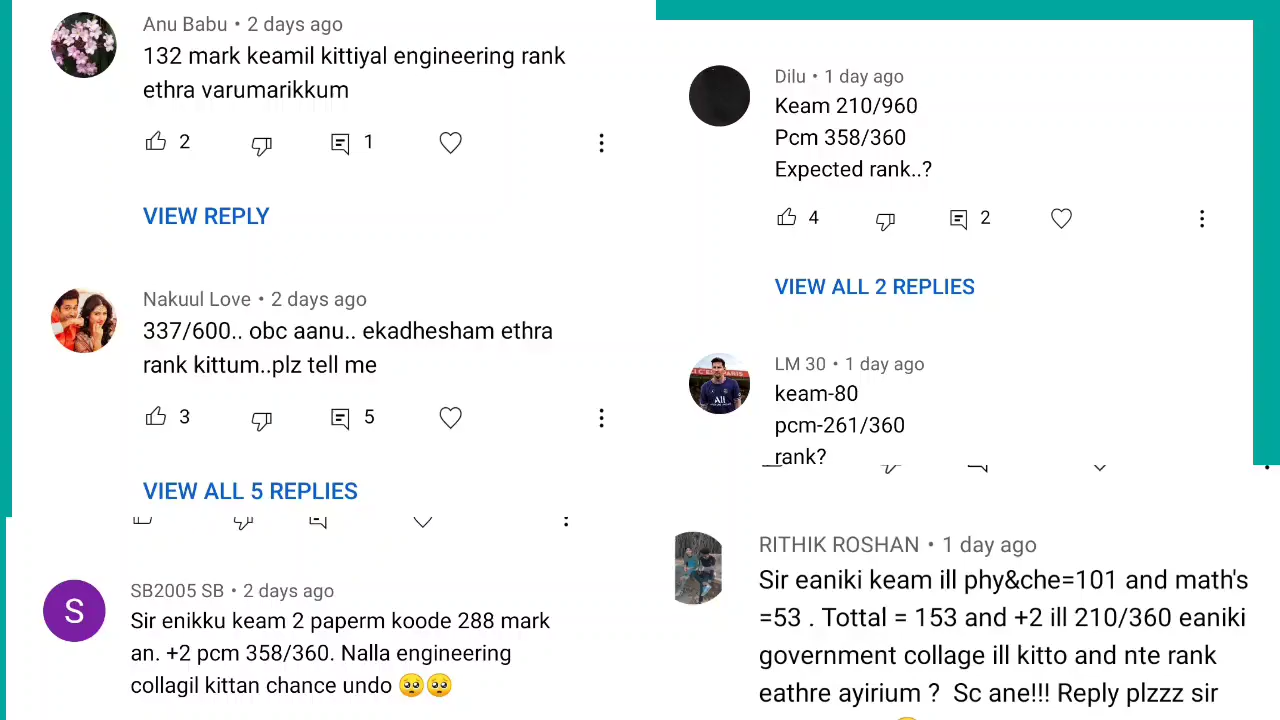 Anu Babu • 2 days ago
132 mark keamil kittiyal engineering rank
ethra varumarikkum
2
1
VIEW REPLY
Nakuul Love • 2 days ago
337/600.. obc aanu.. ekadhesham ethra
rank kittum..plz tell me
3
5
VIEW ALL 5 REPLIES
S
SB2005 SB • 2 days ago
Sir enikku keam 2 paperm koode 288 mark
an. +2 pcm 358/360. Nalla engineering
collagil kittan chance undo 🥺🥺
Dilu • 1 day ago
Keam 210/960
Pcm 358/360
Expected rank..?
4
2
VIEW ALL 2 REPLIES
LM 30 • 1 day ago
keam-80
pcm-261/360
rank?
RITHIK ROSHAN • 1 day ago
Sir eaniki keam ill phy&che=101 and math's
=53 . Tottal = 153 and +2 ill 210/360 eaniki
government collage ill kitto and nte rank
eathre ayirium ? Sc ane!!! Reply plzzz sir